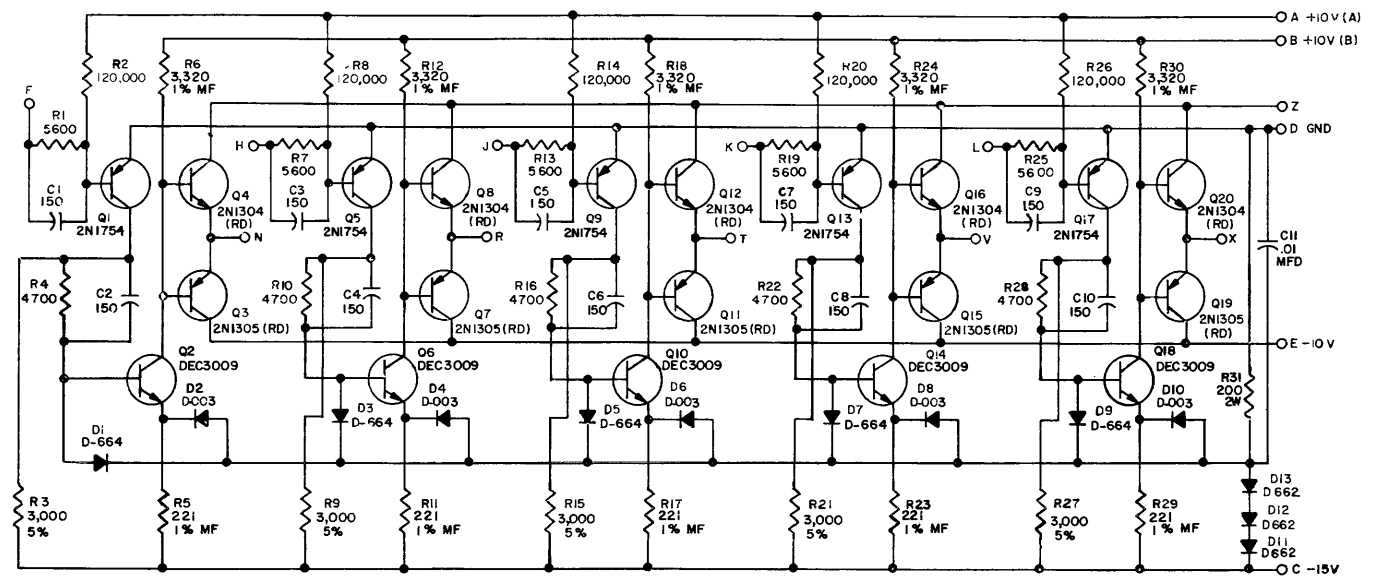 A +10V (A)
B +10V (B)
R2
120,000
R6
3,320
1% MF
R8
120,000
R12
3,320
1% MF
R14
120,000
R18
3,320
1% MF
R20
120,000
R24
3,320
1% MF
R26
120,000
R30
3,320
1% MF
F
Z
D GND
R1
5600
H
R7
5600
J
R13
5600
K
R19
5600
L
R25
5600
C1
150
Q1
2N1754
Q4
2N1304
(RD)
N
C3
150
Q5
2N1754
Q8
2N1304
(RD)
R
C5
150
Q9
2N1754
Q12
2N1304
(RD)
T
C7
150
Q13
2N1754
Q16
2N1304
(RD)
V
C9
150
Q17
2N1754
Q20
2N1304
(RD)
X
C11
.01
MFD
R4
4700
C2
150
Q3
2N1305 (RD)
R10
4700
C4
150
Q7
2N1305 (RD)
R16
4700
C6
150
Q11
2N1305 (RD)
R22
4700
C8
150
Q15
2N1305 (RD)
R28
4700
C10
150
Q19
2N1305
(RD)
E -10V
Q2
DEC3009
D2
D-003
Q6
DEC3009
D3
D-664
D4
D-003
Q10
DEC3009
D5
D-664
D6
D-003
Q14
DEC3009
D7
D-664
D8
D-003
Q18
DEC3009
D9
D-664
D10
D-003
R31
200
2W
D1
D-664
R3
3,000
5%
R5
221
1% MF
R9
3,000
5%
R11
221
1% MF
R15
3,000
5%
R17
221
1% MF
R21
3,000
5%
R23
221
1% MF
R27
3,000
5%
R29
221
1% MF
D13
D662
D12
D662
D11
D662
C -15V